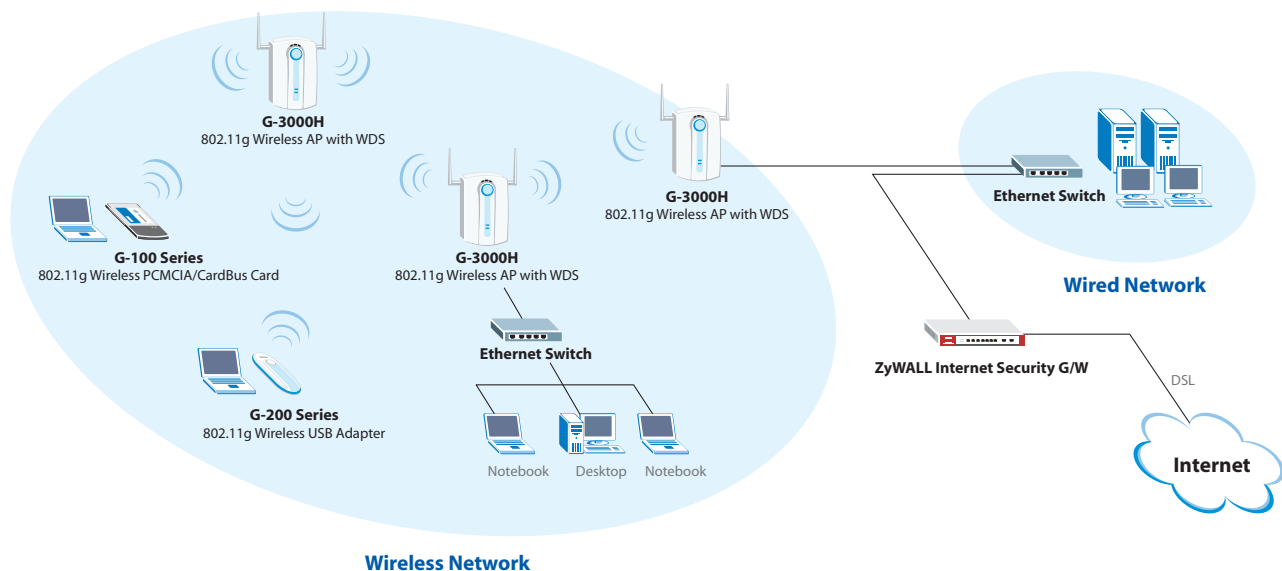 G-3000H
802.11g Wireless AP with WDS
G-3000H
802.11g Wireless AP with WDS
Ethernet Switch
G-100 Series
802.11g Wireless PCMCIA/CardBus Card
G-3000H
802.11g Wireless AP with WDS
Wired Network
Ethernet Switch
ZyWALL Internet Security G/W
DSL
G-200 Series
802.11g Wireless USB Adapter
Notebook
Desktop
Notebook
Internet
Wireless Network